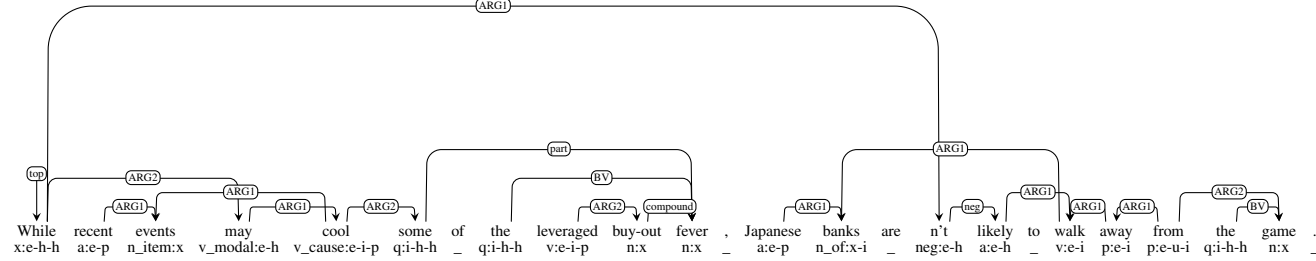 ARG1
part ARG1
top ARG2 BV
ARG1 ARG1 ARG2
ARG1 ARG1 ARG2 ARG2 compound ARG1 neg ARG1 ARG1 BV
While recent events may cool some of the leveraged buy-out fever , Japanese banks are n't likely to walk away from the game .
x:e-h-h a:e-p n_item:x v_modal:e-h v_cause:e-i-p q:i-h-h _ q:i-h-h v:e-i-p n:x n:x _ a:e-p n_of:x-i _ neg:e-h a:e-h _ v:e-i p:e-i p:e-u-i q:i-h-h n:x _